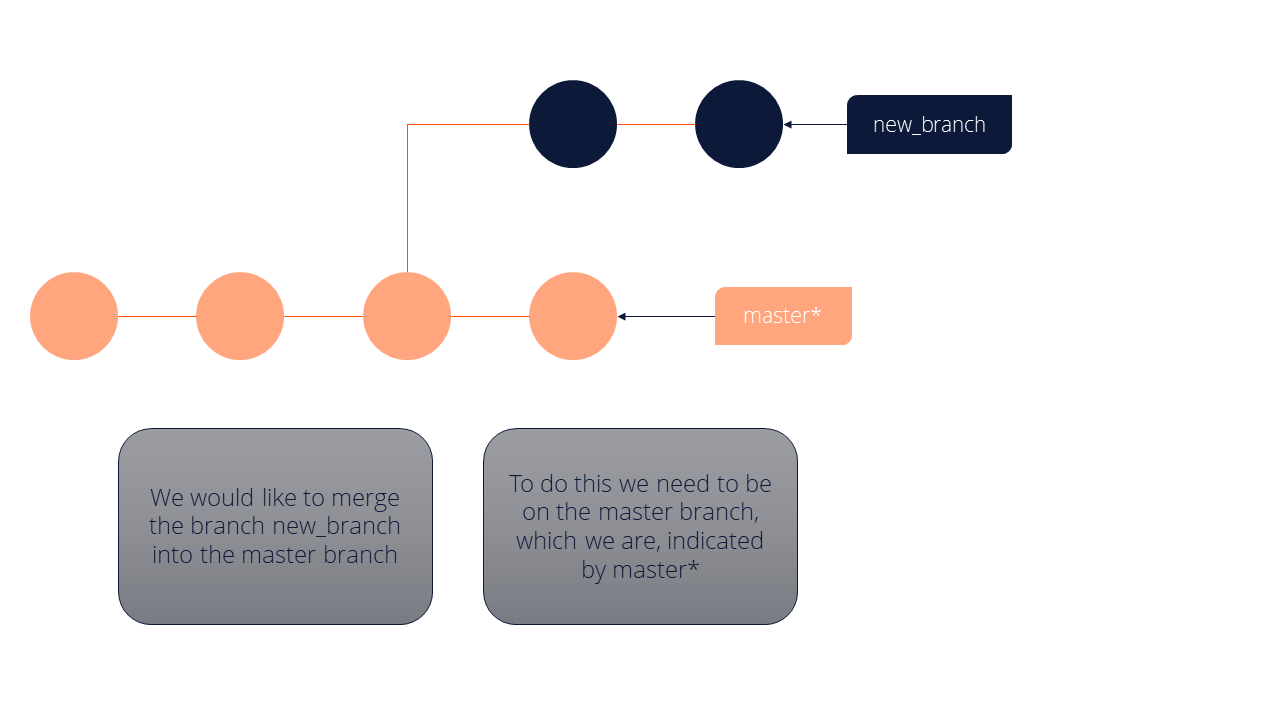 new_branch
master*
We would like to merge
the branch new_branch
into the master branch
To do this we need to be
on the master branch,
which we are, indicated
by master*